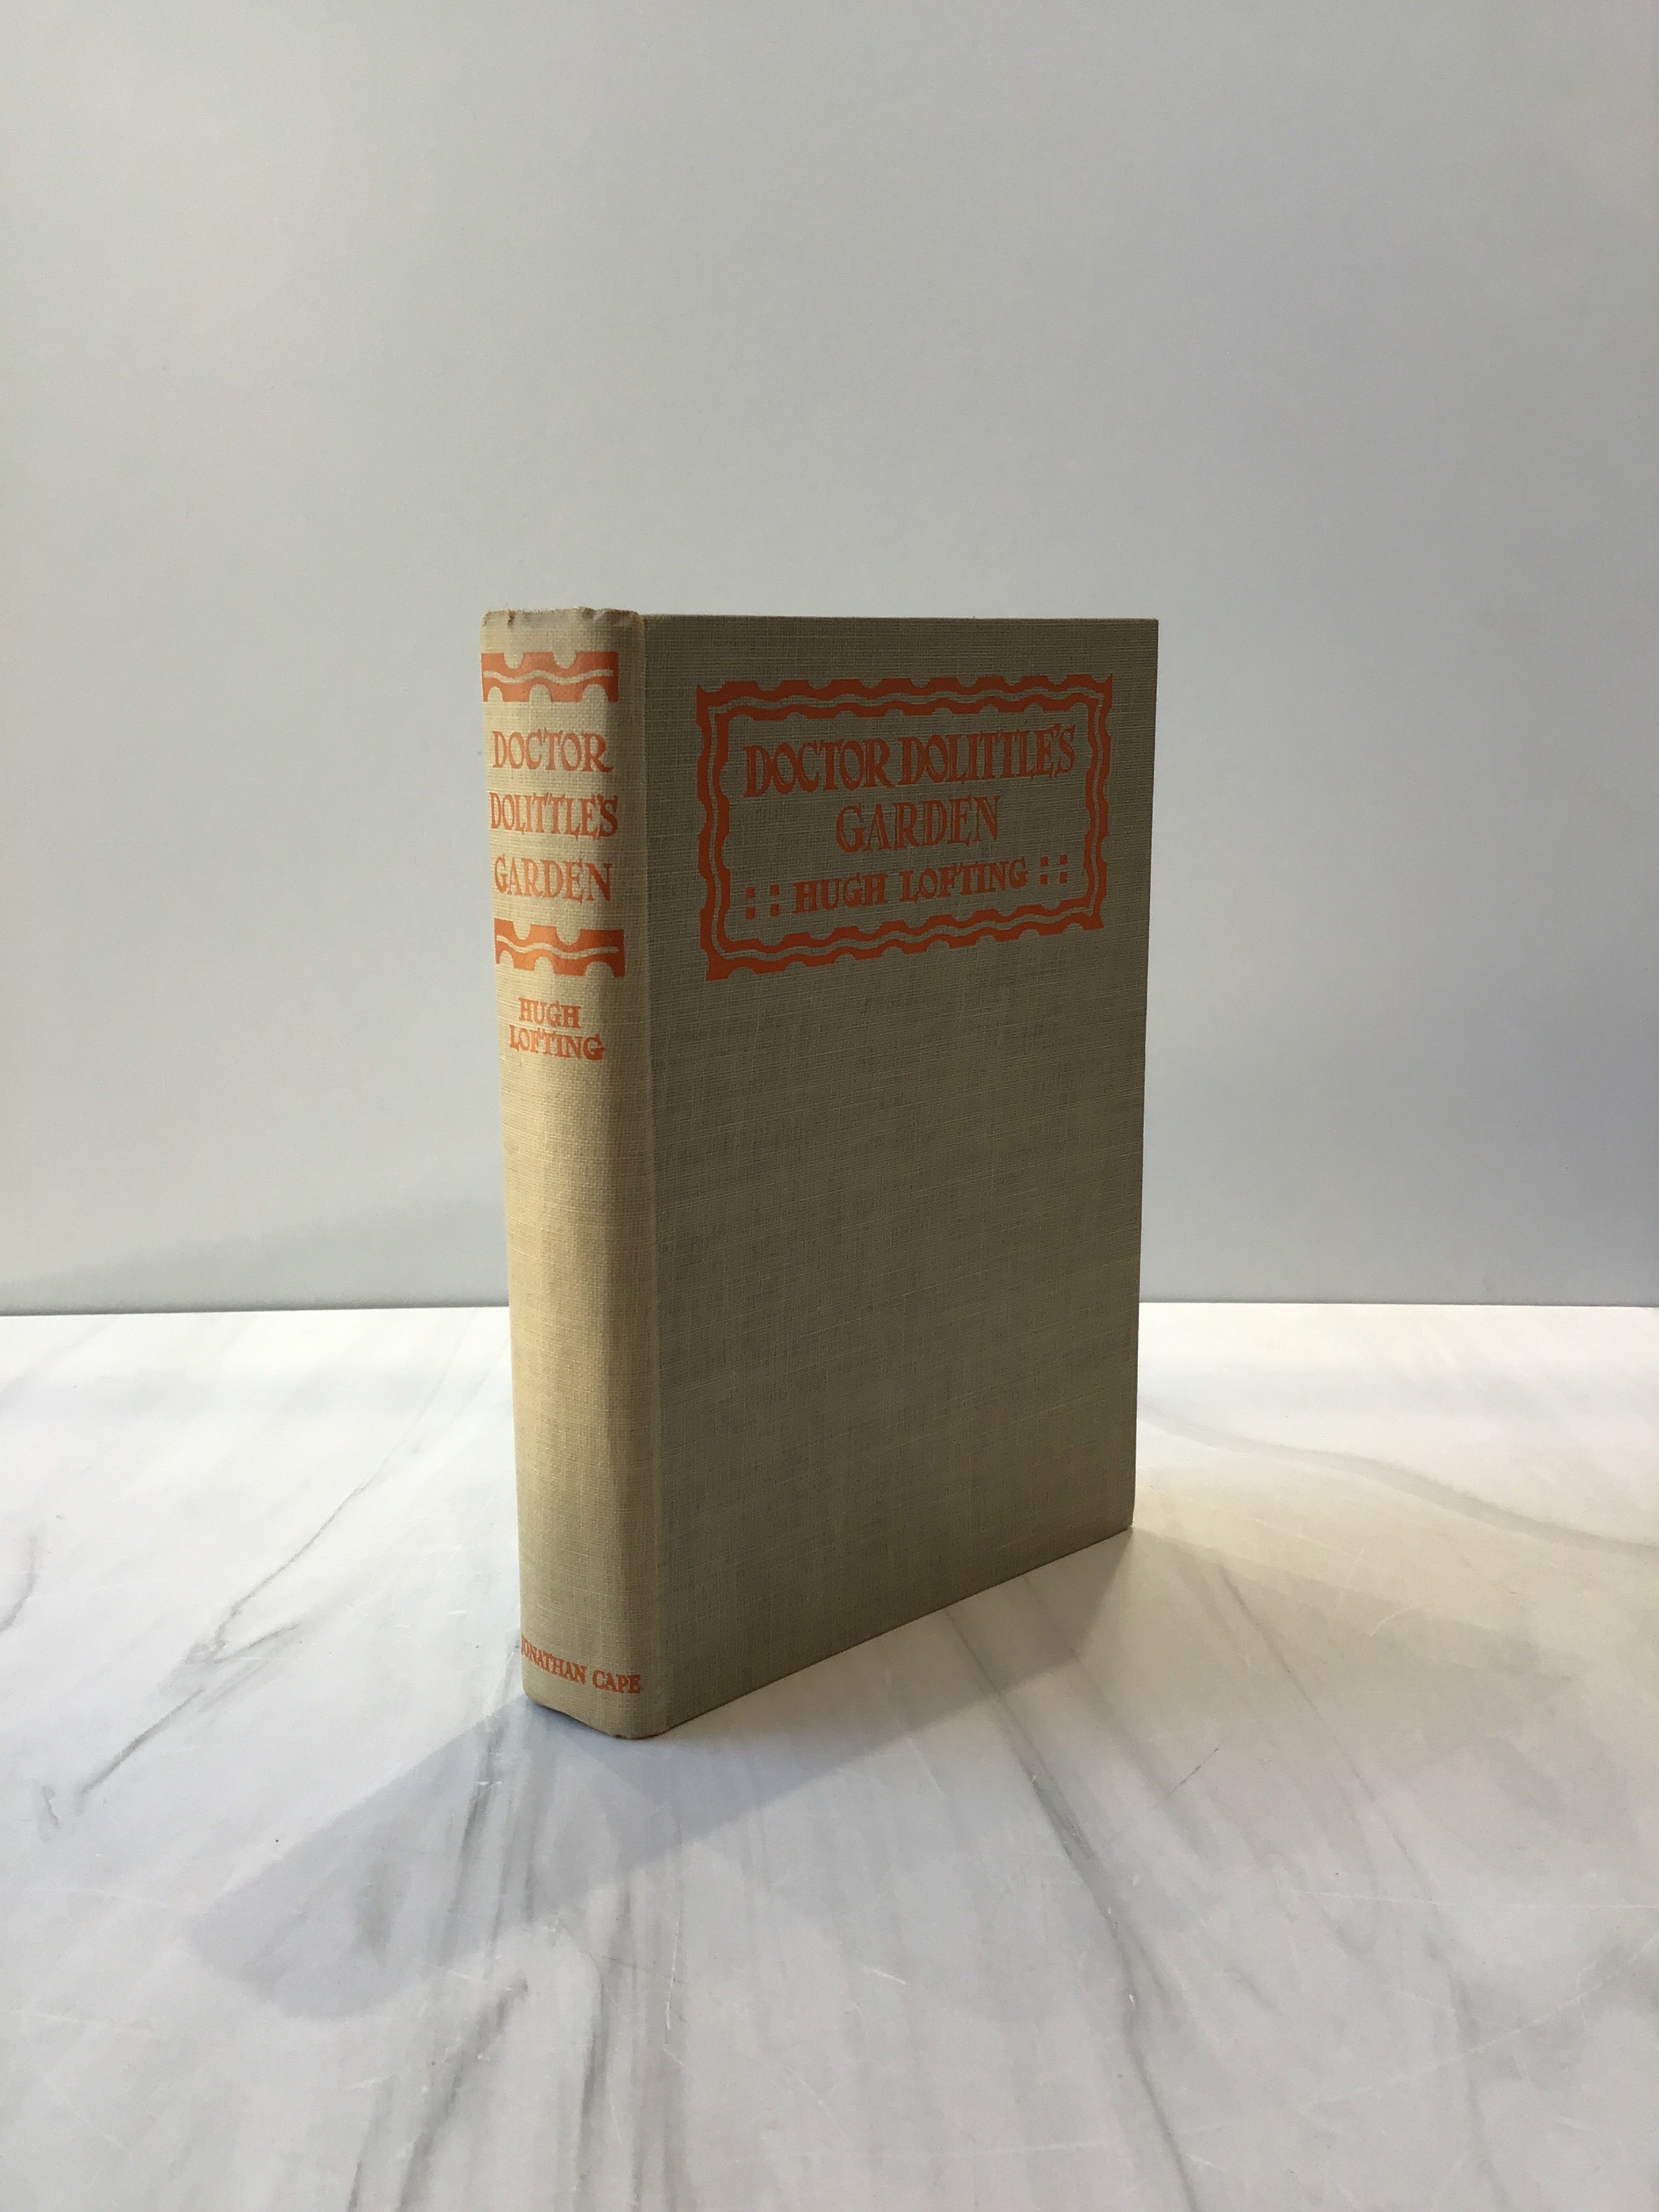 DOCTOR
DOLITTLE'S
GARDEN
HUGH
LOFTING
JONATHAN CAPE
DOCTOR DOLITTLE'S
GARDEN
:: HUGH LOFTING ::